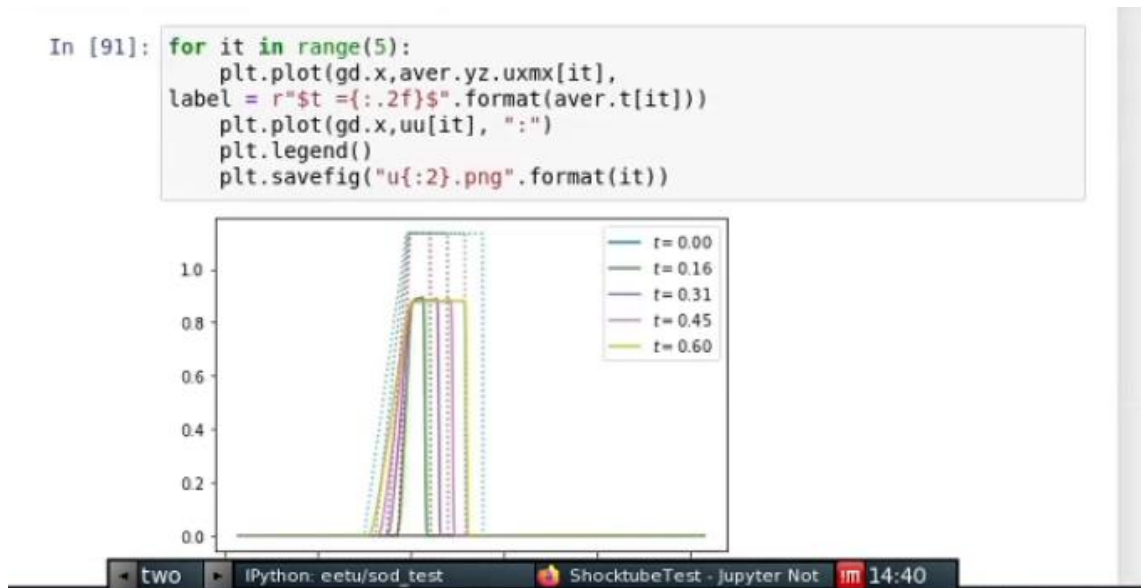 In [91]: for it in range(5):
plt.plot(gd.x,aver.yz.uxmx[it],
label = r"$t ={:.2f}$".format(aver.t[it]))
plt.plot(gd.x,uu[it], ":")
plt.legend()
plt.savefig("u{:2}.png".format(it))
t = 0.00
t = 0.16
t = 0.31
t = 0.45
t = 0.60
1.0
0.8
0.6
0.4
0.2
0.0
two IPython: eetu/sod_test ShocktubeTest - Jupyter Not !m 14:40